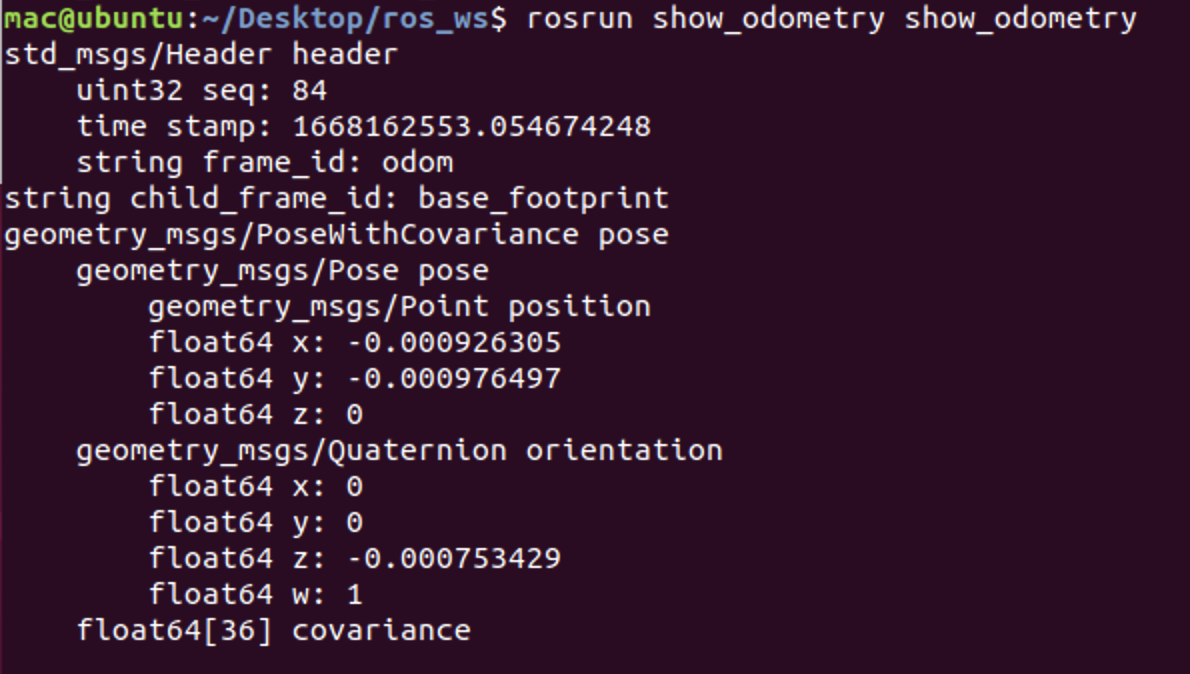 mac@ubuntu:~/Desktop/ros_ws$ rosrun show_odometry show_odometry
std_msgs/Header header
    uint32 seq: 84
    time stamp: 1668162553.054674248
    string frame_id: odom
string child_frame_id: base_footprint
geometry_msgs/PoseWithCovariance pose
    geometry_msgs/Pose pose
        geometry_msgs/Point position
        float64 x: -0.000926305
        float64 y: -0.000976497
        float64 z: 0
    geometry_msgs/Quaternion orientation
        float64 x: 0
        float64 y: 0
        float64 z: -0.000753429
        float64 w: 1
    float64[36] covariance